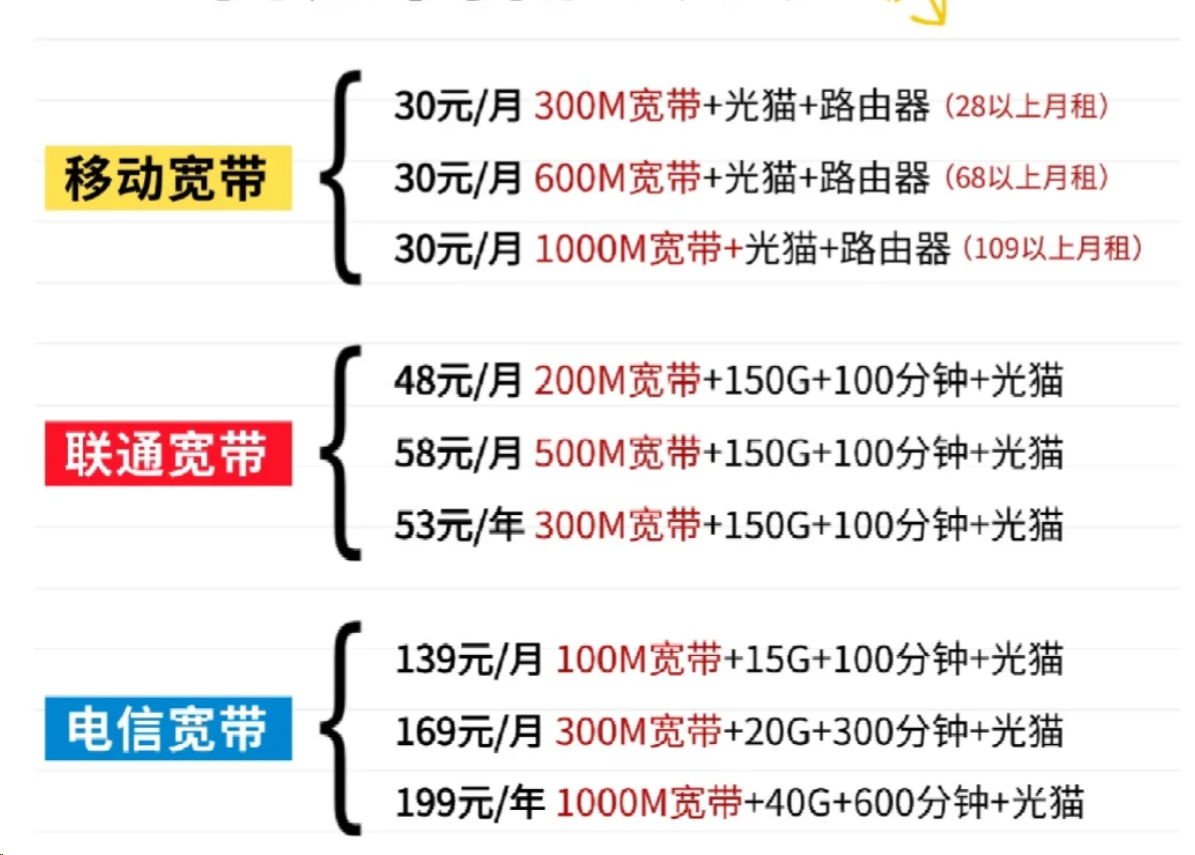 移动宽带
30元/月 300M宽带+光猫+路由器（28以上月租）
30元/月 600M宽带+光猫+路由器（68以上月租）
30元/月 1000M宽带+光猫+路由器（109以上月租）
联通宽带
48元/月 200M宽带+150G+100分钟+光猫
58元/月 500M宽带+150G+100分钟+光猫
53元/年 300M宽带+150G+100分钟+光猫
电信宽带
139元/月 100M宽带+15G+100分钟+光猫
169元/月 300M宽带+20G+300分钟+光猫
199元/年 1000M宽带+40G+600分钟+光猫